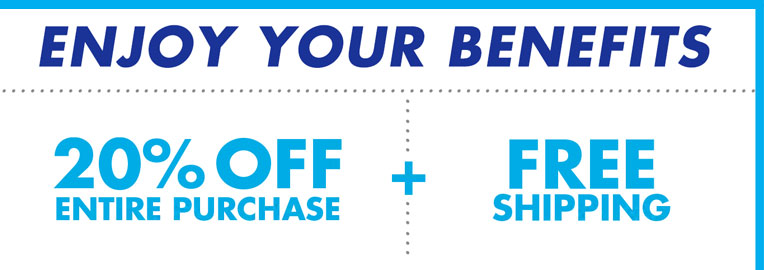 ENJOY YOUR BENEFITS
20% OFF
ENTIRE PURCHASE
+
FREE
SHIPPING